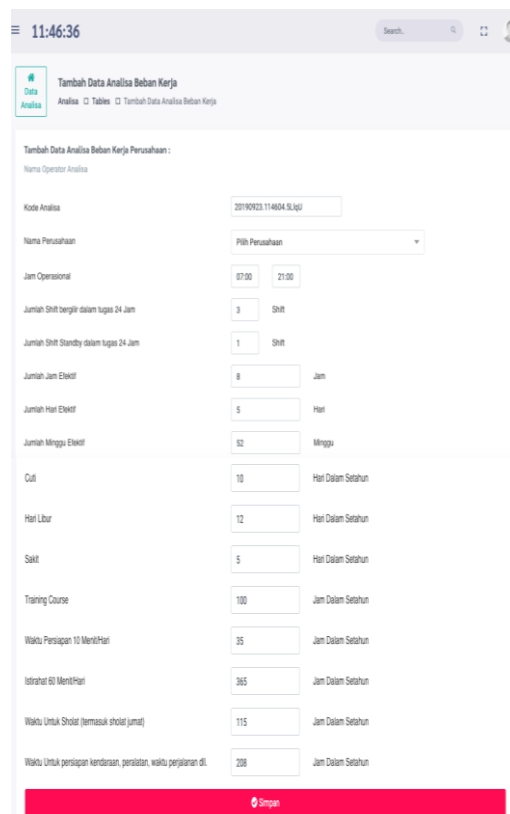 11:46:36
Search..
Data Analisa
Tambah Data Analisa Beban Kerja
Analisa Tables Tambah Data Analisa Beban Kerja
Tambah Data Analisa Beban Kerja Perusahaan :
Nama Operator Analisa
Kode Analisa 20190923.114604.SLIqU
Nama Perusahaan Pilih Perusahaan
Jam Operasional 07:00 21:00
Jumlah Shift bergilir dalam tugas 24 Jam 3 Shift
Jumlah Shift Standby dalam tugas 24 Jam 1 Shift
Jumlah Jam Efektif 8 Jam
Jumlah Hari Efektif 5 Hari
Jumlah Minggu Efektif 52 Minggu
Cuti 10 Hari Dalam Setahun
Hari Libur 12 Hari Dalam Setahun
Sakit 5 Hari Dalam Setahun
Training Course 100 Jam Dalam Setahun
Waktu Persiapan 10 Menit/Hari 35 Jam Dalam Setahun
Istirahat 60 Menit/Hari 365 Jam Dalam Setahun
Waktu Untuk Sholat (termasuk sholat jumat) 115 Jam Dalam Setahun
Waktu Untuk persiapan kendaraan, peralatan, waktu perjalanan dll. 208 Jam Dalam Setahun
Simpan